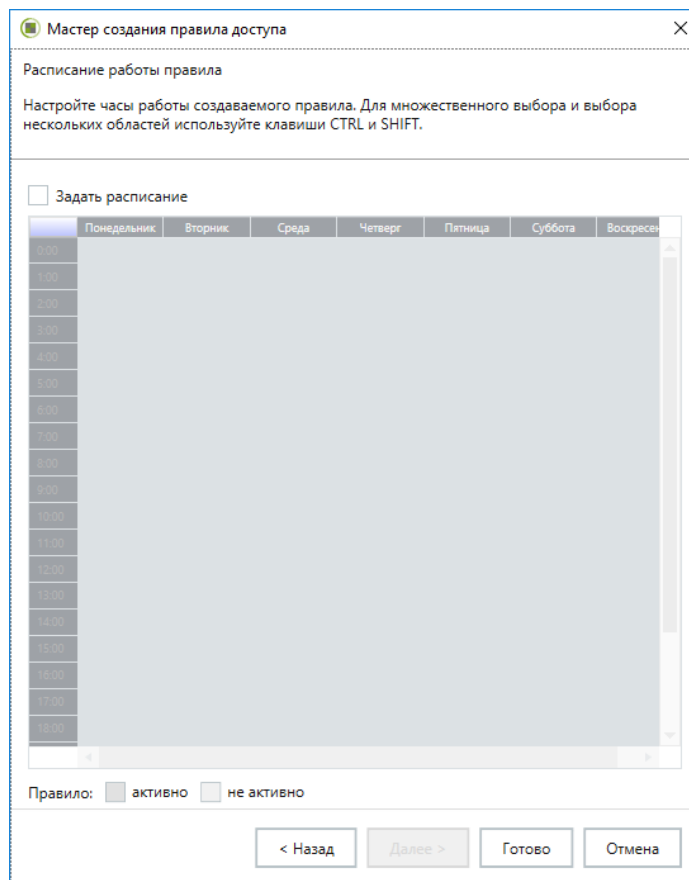 Мастер создания правила доступа
Расписание работы правила
Настройте часы работы создаваемого правила. Для множественного выбора и выбора
нескольких областей используйте клавиши CTRL и SHIFT.
Задать расписание
Понедельник Вторник Среда Четверг Пятница Суббота Воскресен
0:00
1:00
2:00
3:00
4:00
5:00
6:00
7:00
8:00
9:00
10:00
11:00
12:00
13:00
14:00
15:00
16:00
17:00
18:00
Правило: активно не активно
< Назад Далее > Готово Отмена